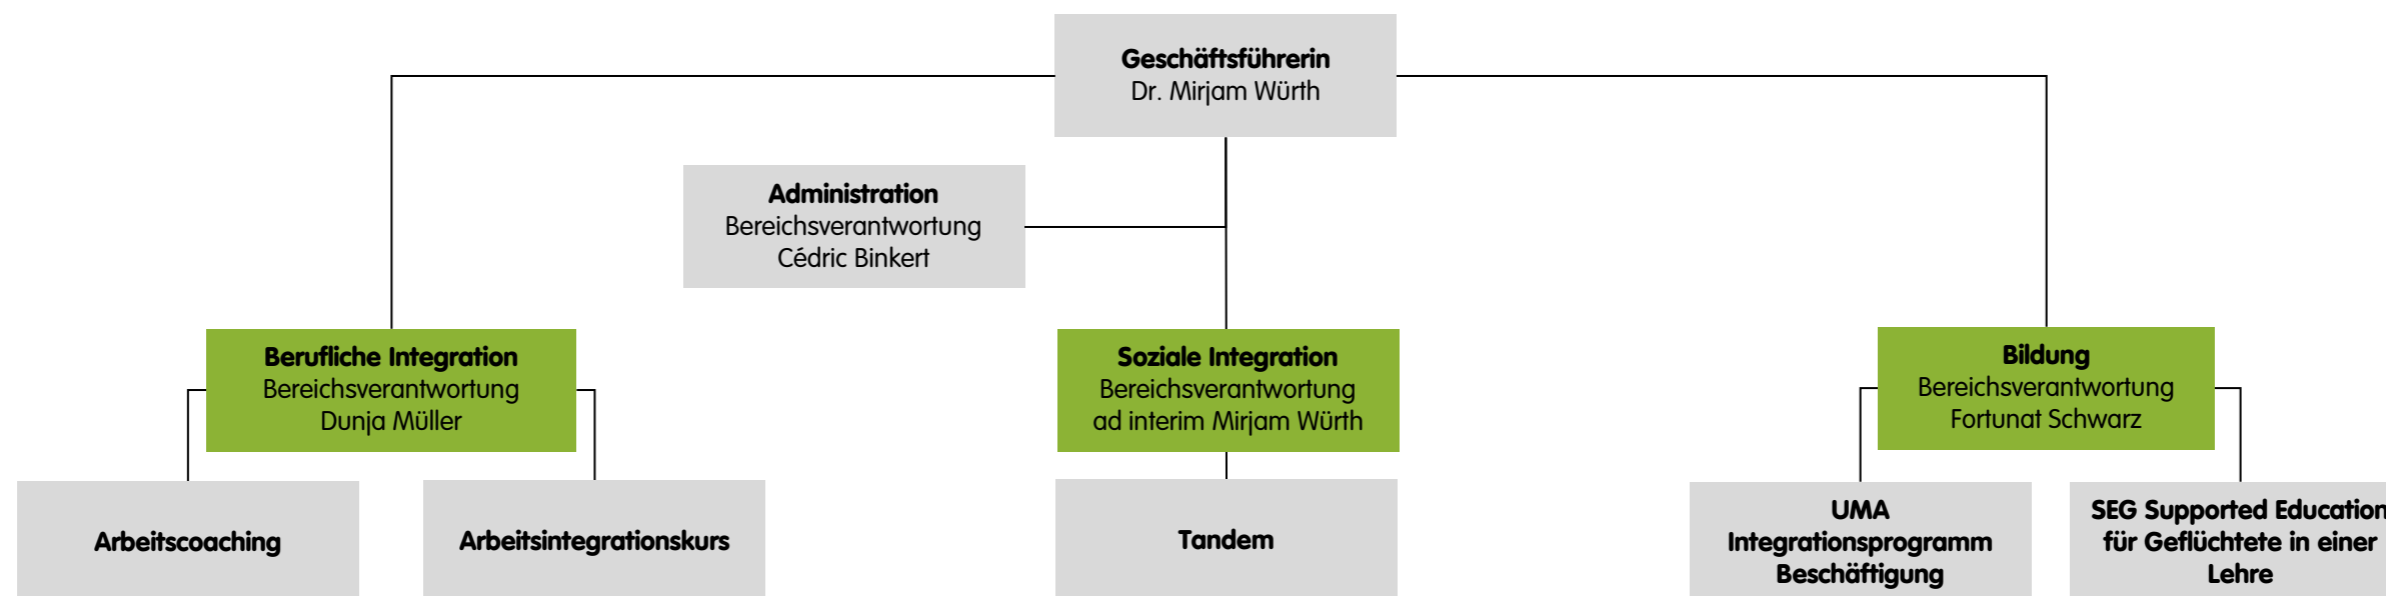 Geschäftsführerin
Dr. Mirjam Würth
Administration
Bereichsverantwortung
Cédric Binkert
Berufliche Integration
Bereichsverantwortung
Dunja Müller
Soziale Integration
Bereichsverantwortung
ad interim Mirjam Würth
Bildung
Bereichsverantwortung
Fortunat Schwarz
Arbeitscoaching
Arbeitsintegrationskurs
Tandem
UMA
Integrationsprogramm
Beschäftigung
SEG Supported Education
für Geflüchtete in einer
Lehre